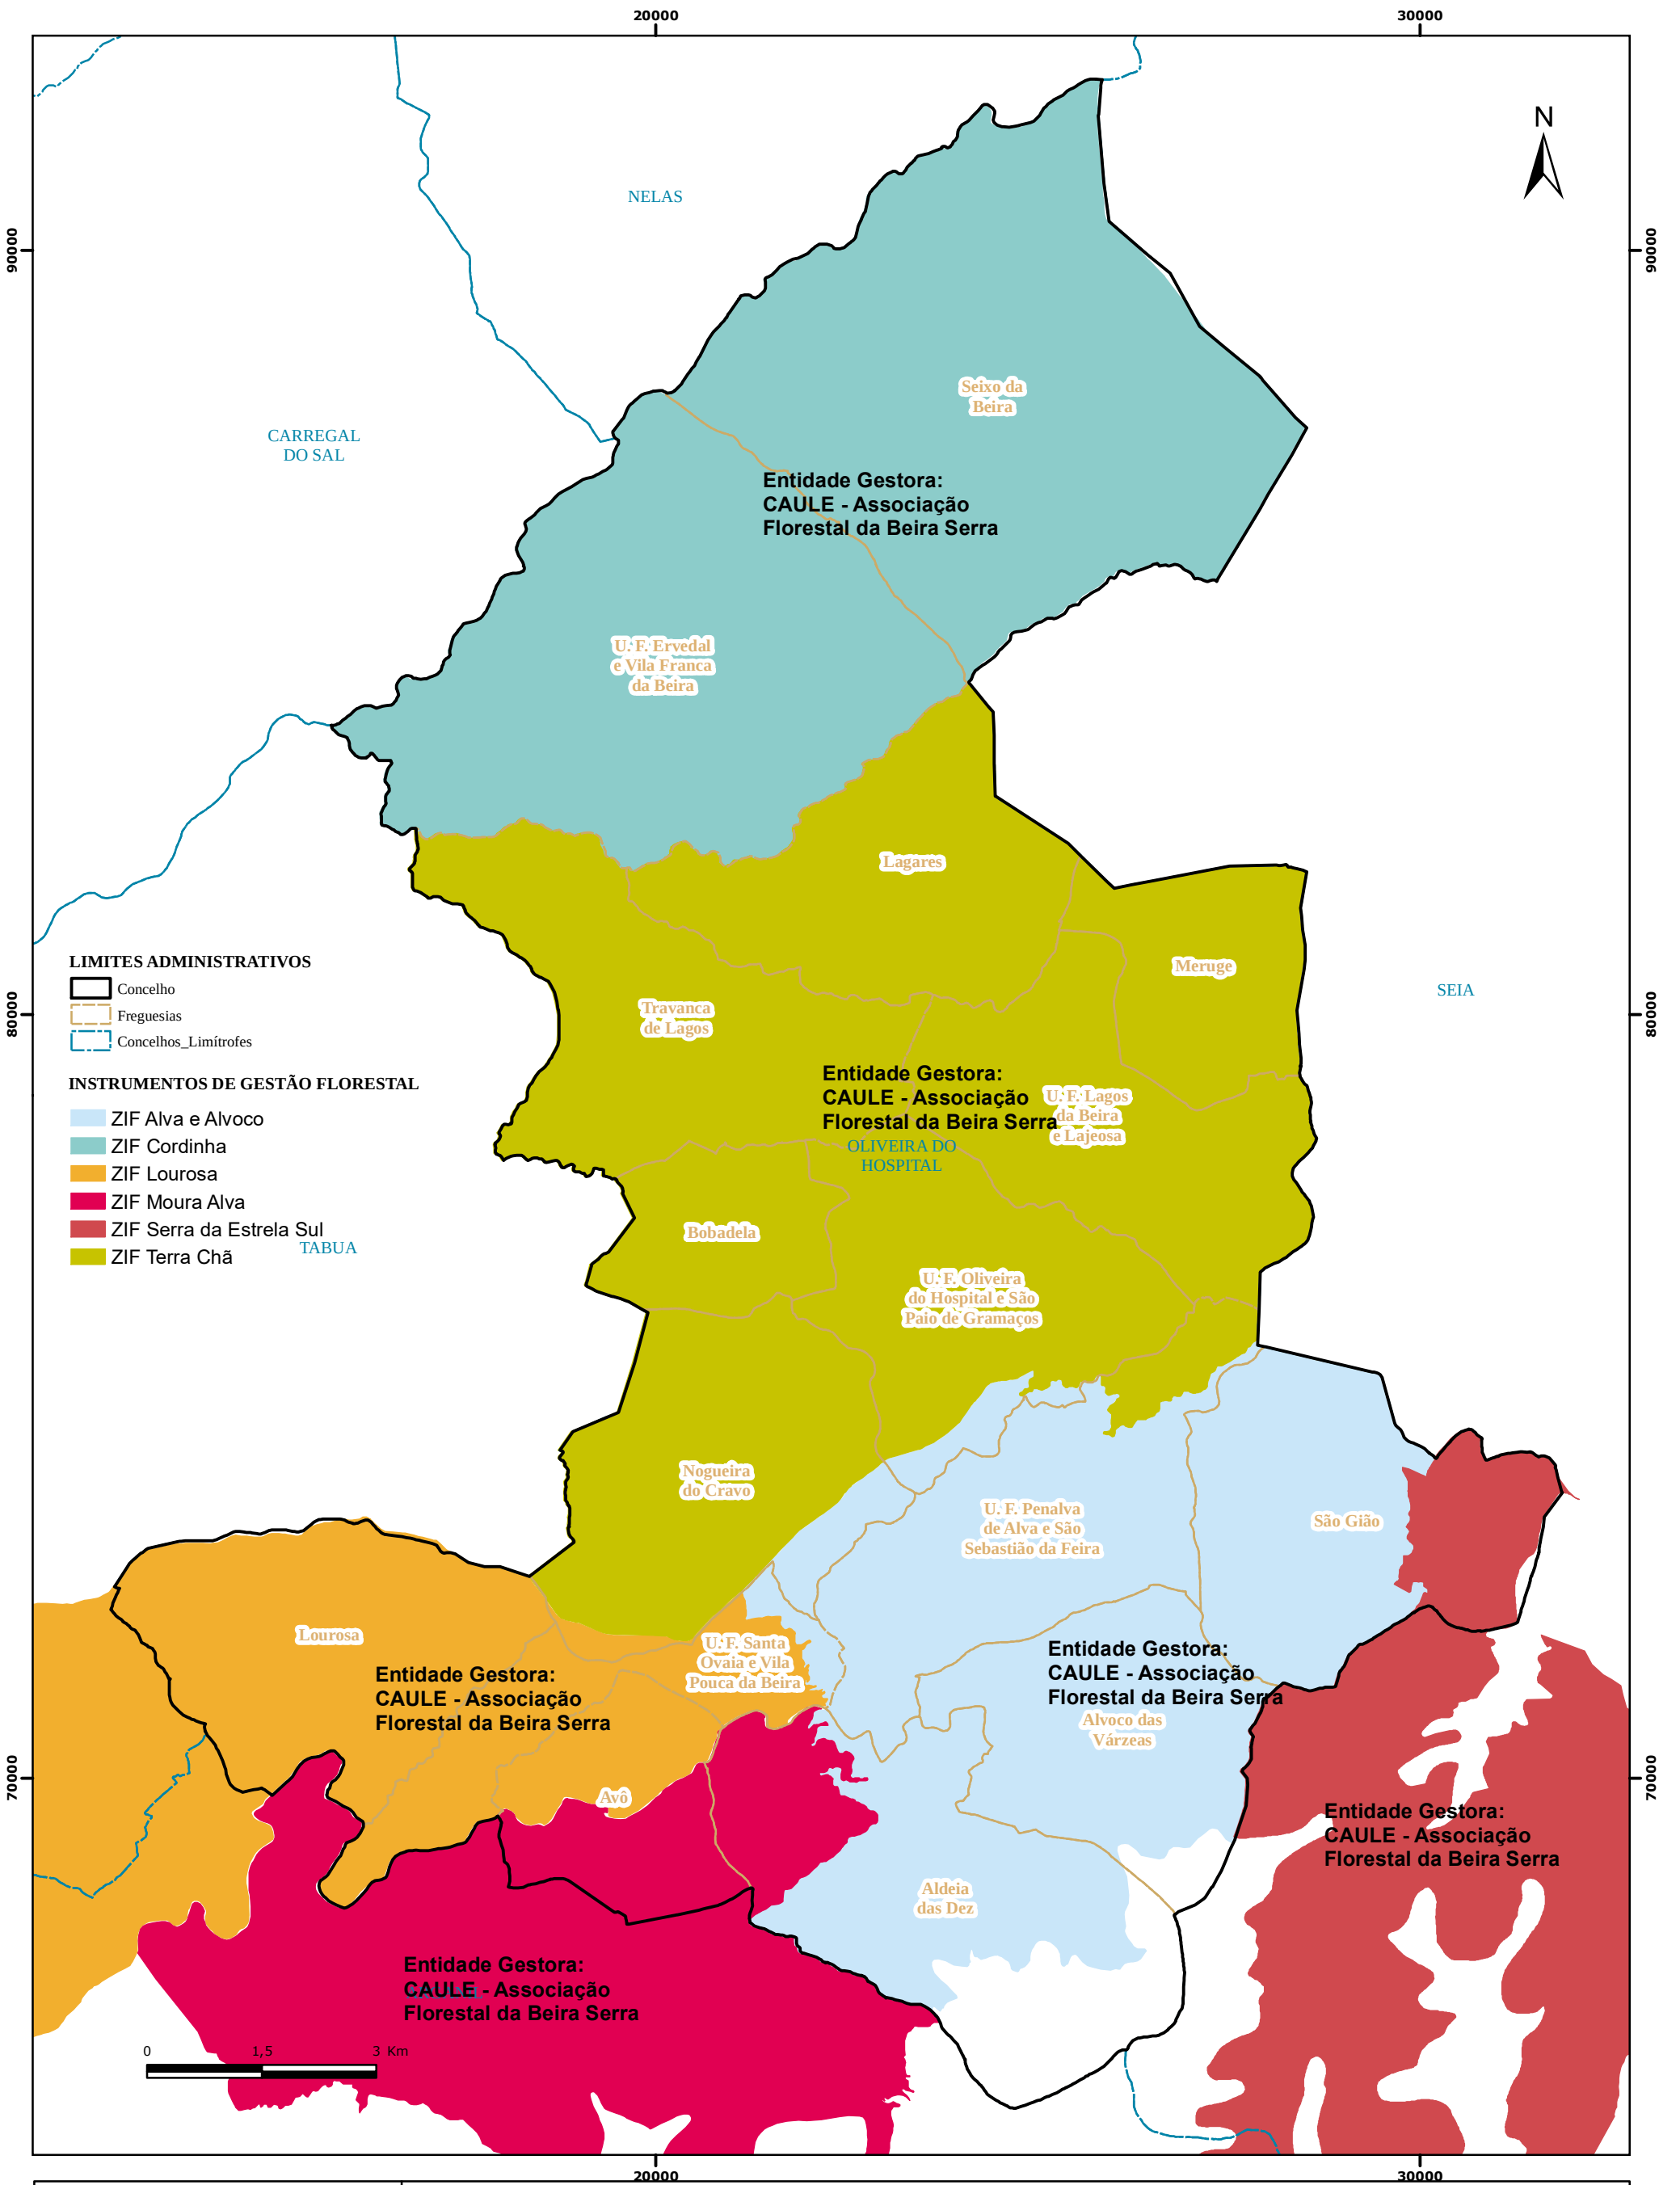 20000
30000
N
NELAS
90000
90000
Seixo da
Beira
CARREGAL
DO SAL
Entidade Gestora:
CAULE - Associação
Florestal da Beira Serra
U. F. Ervedal
e Vila Franca
da Beira
Lagares
Meruge
SEIA
LIMITES ADMINISTRATIVOS
Concelho
Freguesias
Concelhos_Limítrofes
80000
80000
Travanca
de Lagos
Entidade Gestora:
CAULE - Associação
Florestal da Beira Serra
U. F. Lagos
da Beira
e Lajeosa
OLIVEIRA DO
HOSPITAL
INSTRUMENTOS DE GESTÃO FLORESTAL
ZIF Alva e Alvoco
ZIF Cordinha
ZIF Lourosa
ZIF Moura Alva
ZIF Serra da Estrela Sul
ZIF Terra Chã
TABUA
Bobadela
U. F. Oliveira
do Hospital e São
Paio de Gramaços
Nogueira
do Cravo
U. F. Penalva
de Alva e São
Sebastião da Feira
São Gião
Lourosa
U. F. Santa
Ovaia e Vila
Pouca da Beira
Entidade Gestora:
CAULE - Associação
Florestal da Beira Serra
Entidade Gestora:
CAULE - Associação
Florestal da Beira Serra
Alvoco das
Várzeas
70000
70000
Avô
Entidade Gestora:
CAULE - Associação
Florestal da Beira Serra
Aldeia
das Dez
Entidade Gestora:
CAULE - Associação
Florestal da Beira Serra
0 1,5 3 Km
20000
30000